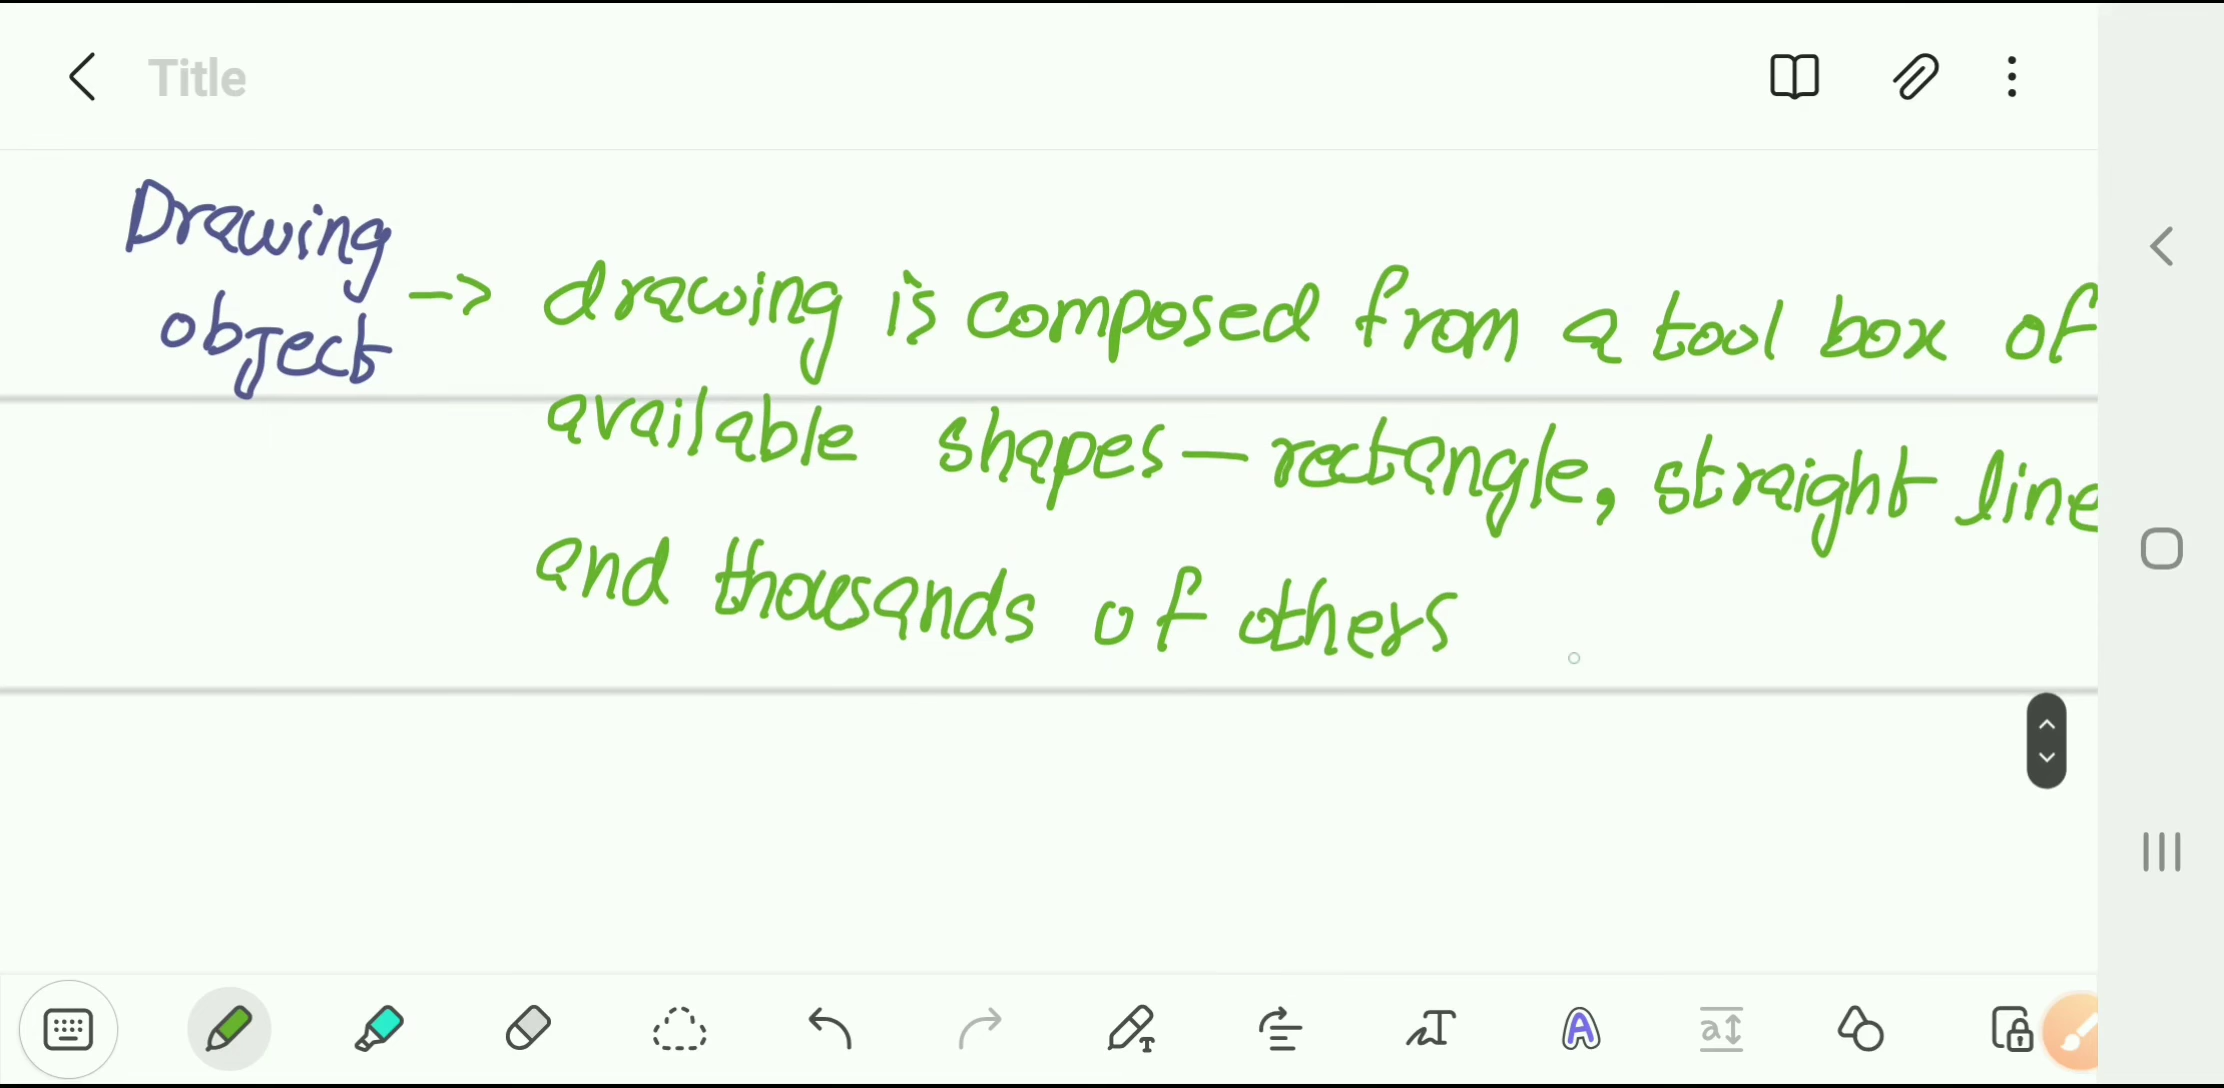 Title
Drawing
object -> drawing is composed from a tool box of
available shapes — rectangle, straight line
and thousands of others